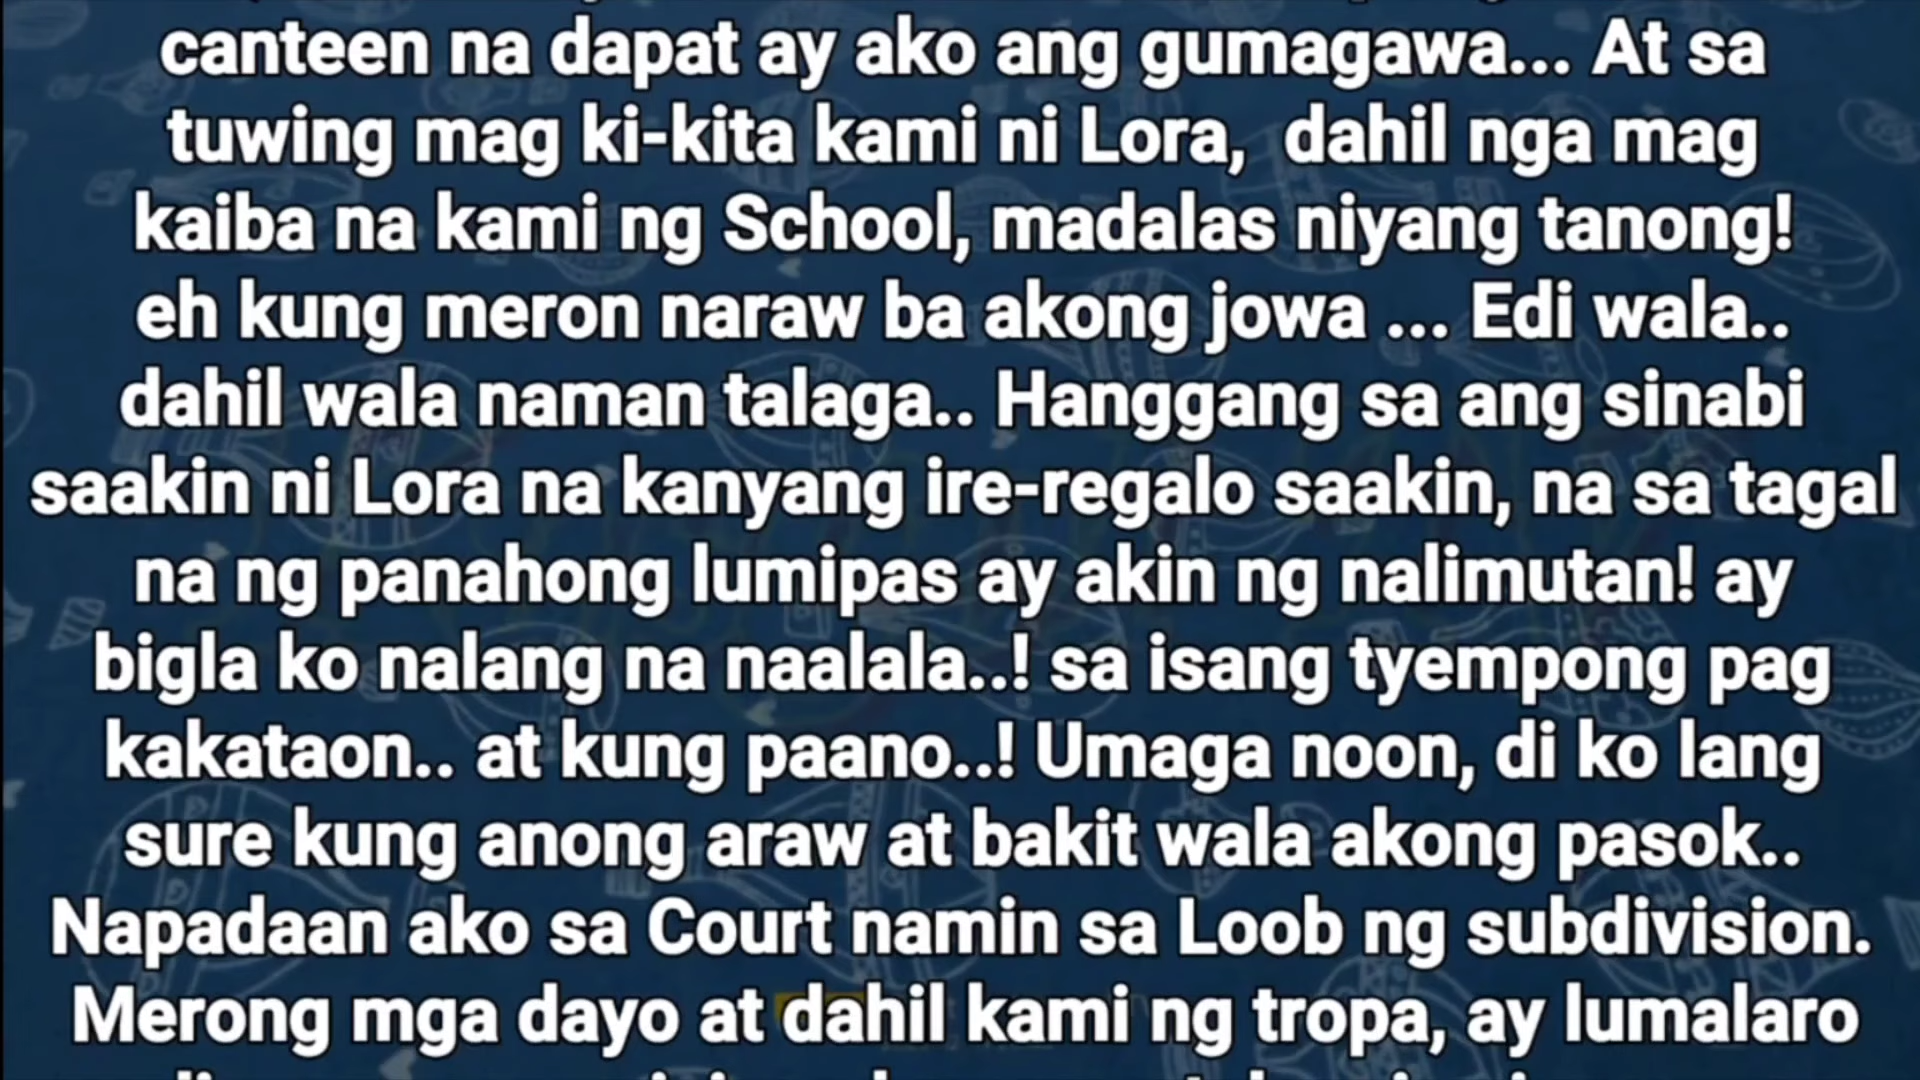 canteen na dapat ay ako ang gumagawa... At sa
tuwing mag ki-kita kami ni Lora, dahil nga mag
kaiba na kami ng School, madalas niyang tanong!
eh kung meron naraw ba akong jowa ... Edi wala..
dahil wala naman talaga.. Hanggang sa ang sinabi
saakin ni Lora na kanyang ire-regalo saakin, na sa tagal
na ng panahong lumipas ay akin ng nalimutan! ay
bigla ko nalang na naalala..! sa isang tyempong pag
kakataon.. at kung paano..! Umaga noon, di ko lang
sure kung anong araw at bakit wala akong pasok..
Napadaan ako sa Court namin sa Loob ng subdivision.
Merong mga dayo at dahil kami ng tropa, ay lumalaro